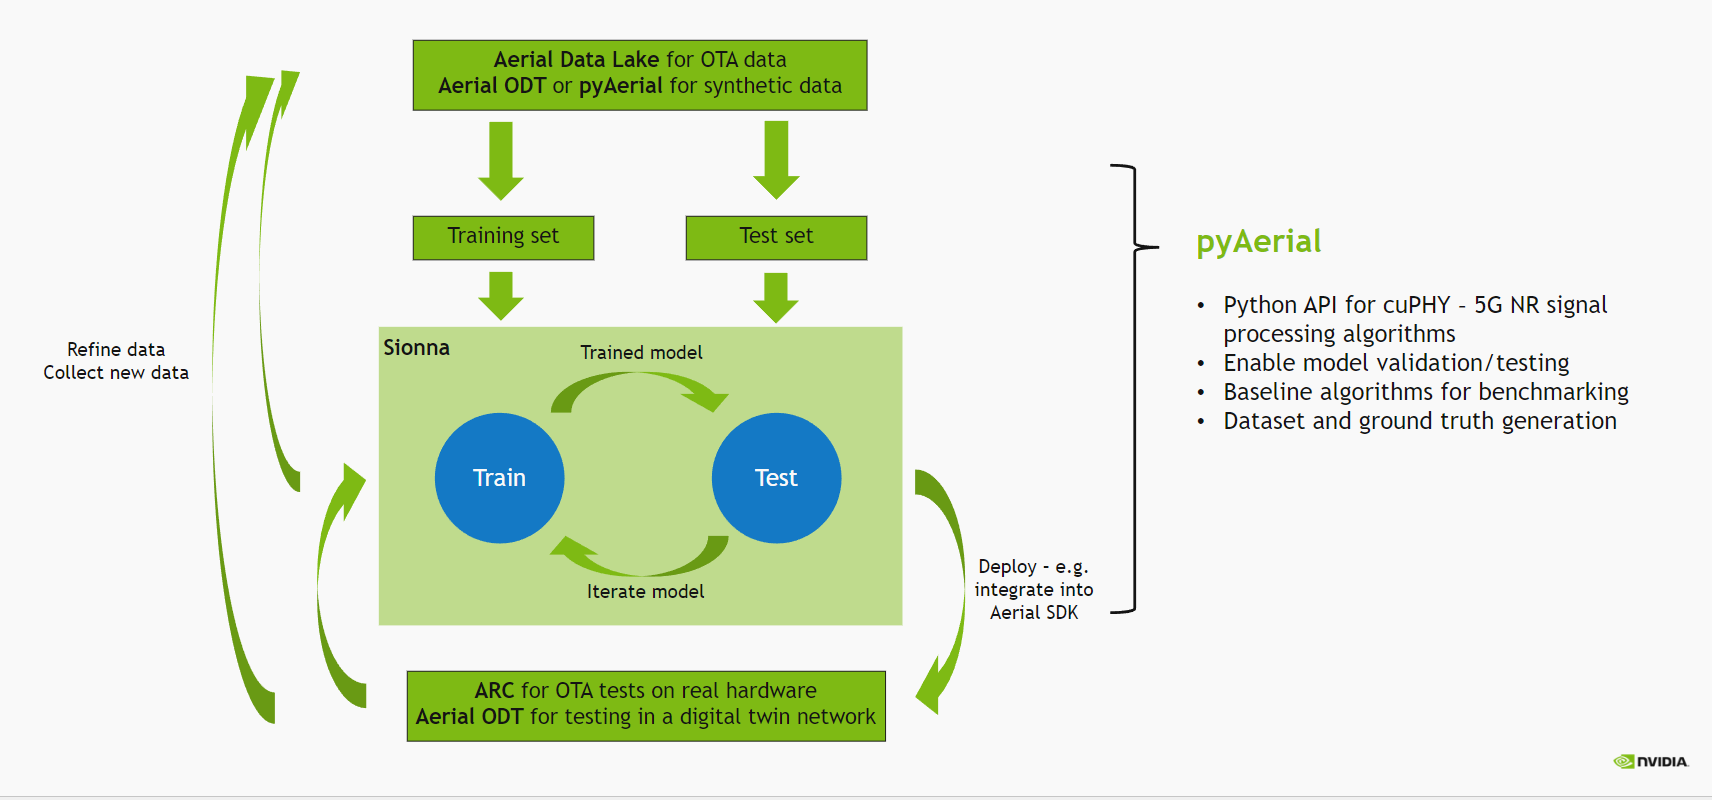 Aerial Data Lake for OTA data
Aerial ODT or pyAerial for synthetic data
Training set
Test set
Refine data
Collect new data
Sionna
Trained model
Train
Test
Iterate model
Deploy - e.g.
integrate into
Aerial SDK
ARC for OTA tests on real hardware
Aerial ODT for testing in a digital twin network
pyAerial
• Python API for cuPHY – 5G NR signal
processing algorithms
• Enable model validation/testing
• Baseline algorithms for benchmarking
• Dataset and ground truth generation
NVIDIA.